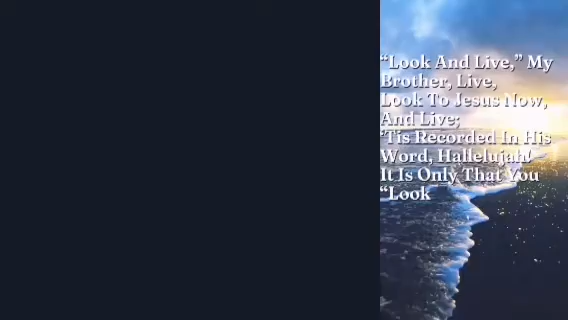 “Look And Live,” My
Brother, Live,
Look To Jesus Now,
And Live;
‘Tis Recorded In His
Word, Hallelujah!
It Is Only That You
“Look